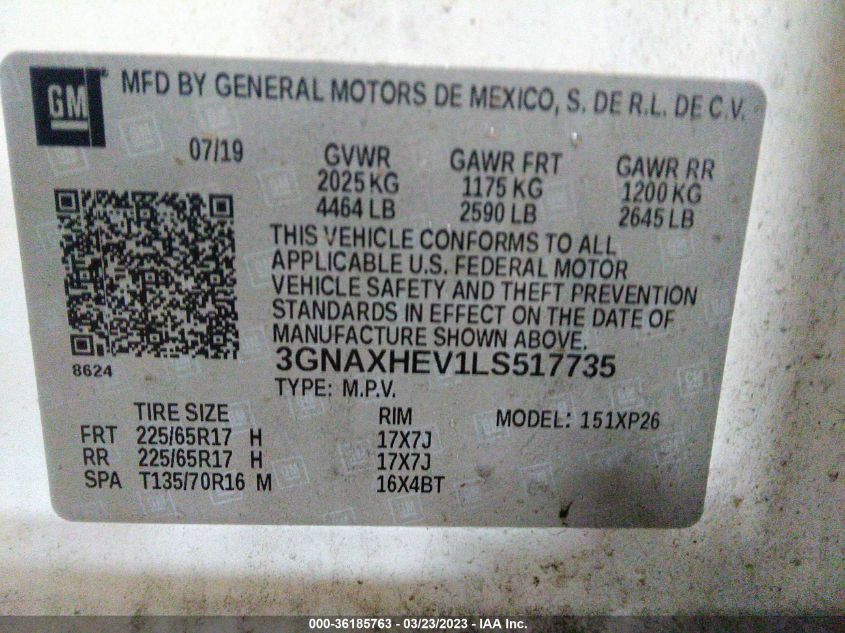 GM
MFD BY GENERAL MOTORS DE MEXICO, S. DE R.L. DE C.V.
07/19 GVWR GAWR FRT GAWR RR
2025 KG 1175 KG 1200 KG
4464 LB 2590 LB 2645 LB
THIS VEHICLE CONFORMS TO ALL
APPLICABLE U.S. FEDERAL MOTOR
VEHICLE SAFETY AND THEFT PREVENTION
STANDARDS IN EFFECT ON THE DATE OF
MANUFACTURE SHOWN ABOVE.
8624
3GNAXHEV1LS517735
TYPE: M.P.V.
TIRE SIZE RIM MODEL: 151XP26
FRT 225/65R17 H 17X7J
RR 225/65R17 H 17X7J
SPA T135/70R16 M 16X4BT
000-36185763 - 03/23/2023 - IAA Inc.